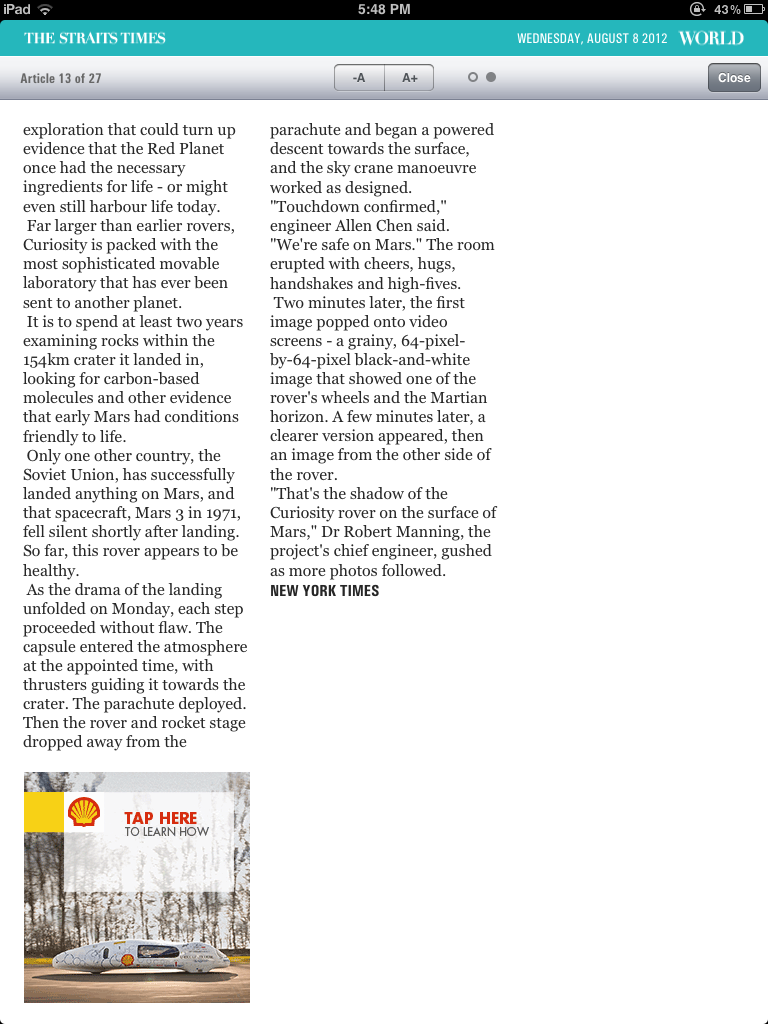 iPad
5:48 PM
43%
THE STRAITS TIMES
WEDNESDAY, AUGUST 8 2012
WORLD
Article 13 of 27
-A
A+
Close
exploration that could turn up
evidence that the Red Planet
once had the necessary
ingredients for life - or might
even still harbour life today.
Far larger than earlier rovers,
Curiosity is packed with the
most sophisticated movable
laboratory that has ever been
sent to another planet.
It is to spend at least two years
examining rocks within the
154km crater it landed in,
looking for carbon-based
molecules and other evidence
that early Mars had conditions
friendly to life.
Only one other country, the
Soviet Union, has successfully
landed anything on Mars, and
that spacecraft, Mars 3 in 1971,
fell silent shortly after landing.
So far, this rover appears to be
healthy.
As the drama of the landing
unfolded on Monday, each step
proceeded without flaw. The
capsule entered the atmosphere
at the appointed time, with
thrusters guiding it towards the
crater. The parachute deployed.
Then the rover and rocket stage
dropped away from the
parachute and began a powered
descent towards the surface,
and the sky crane manoeuvre
worked as designed.
"Touchdown confirmed,"
engineer Allen Chen said.
"We're safe on Mars." The room
erupted with cheers, hugs,
handshakes and high-fives.
Two minutes later, the first
image popped onto video
screens - a grainy, 64-pixel-
by-64-pixel black-and-white
image that showed one of the
rover's wheels and the Martian
horizon. A few minutes later, a
clearer version appeared, then
an image from the other side of
the rover.
"That's the shadow of the
Curiosity rover on the surface of
Mars," Dr Robert Manning, the
project's chief engineer, gushed
as more photos followed.
NEW YORK TIMES
TAP HERE
TO LEARN HOW